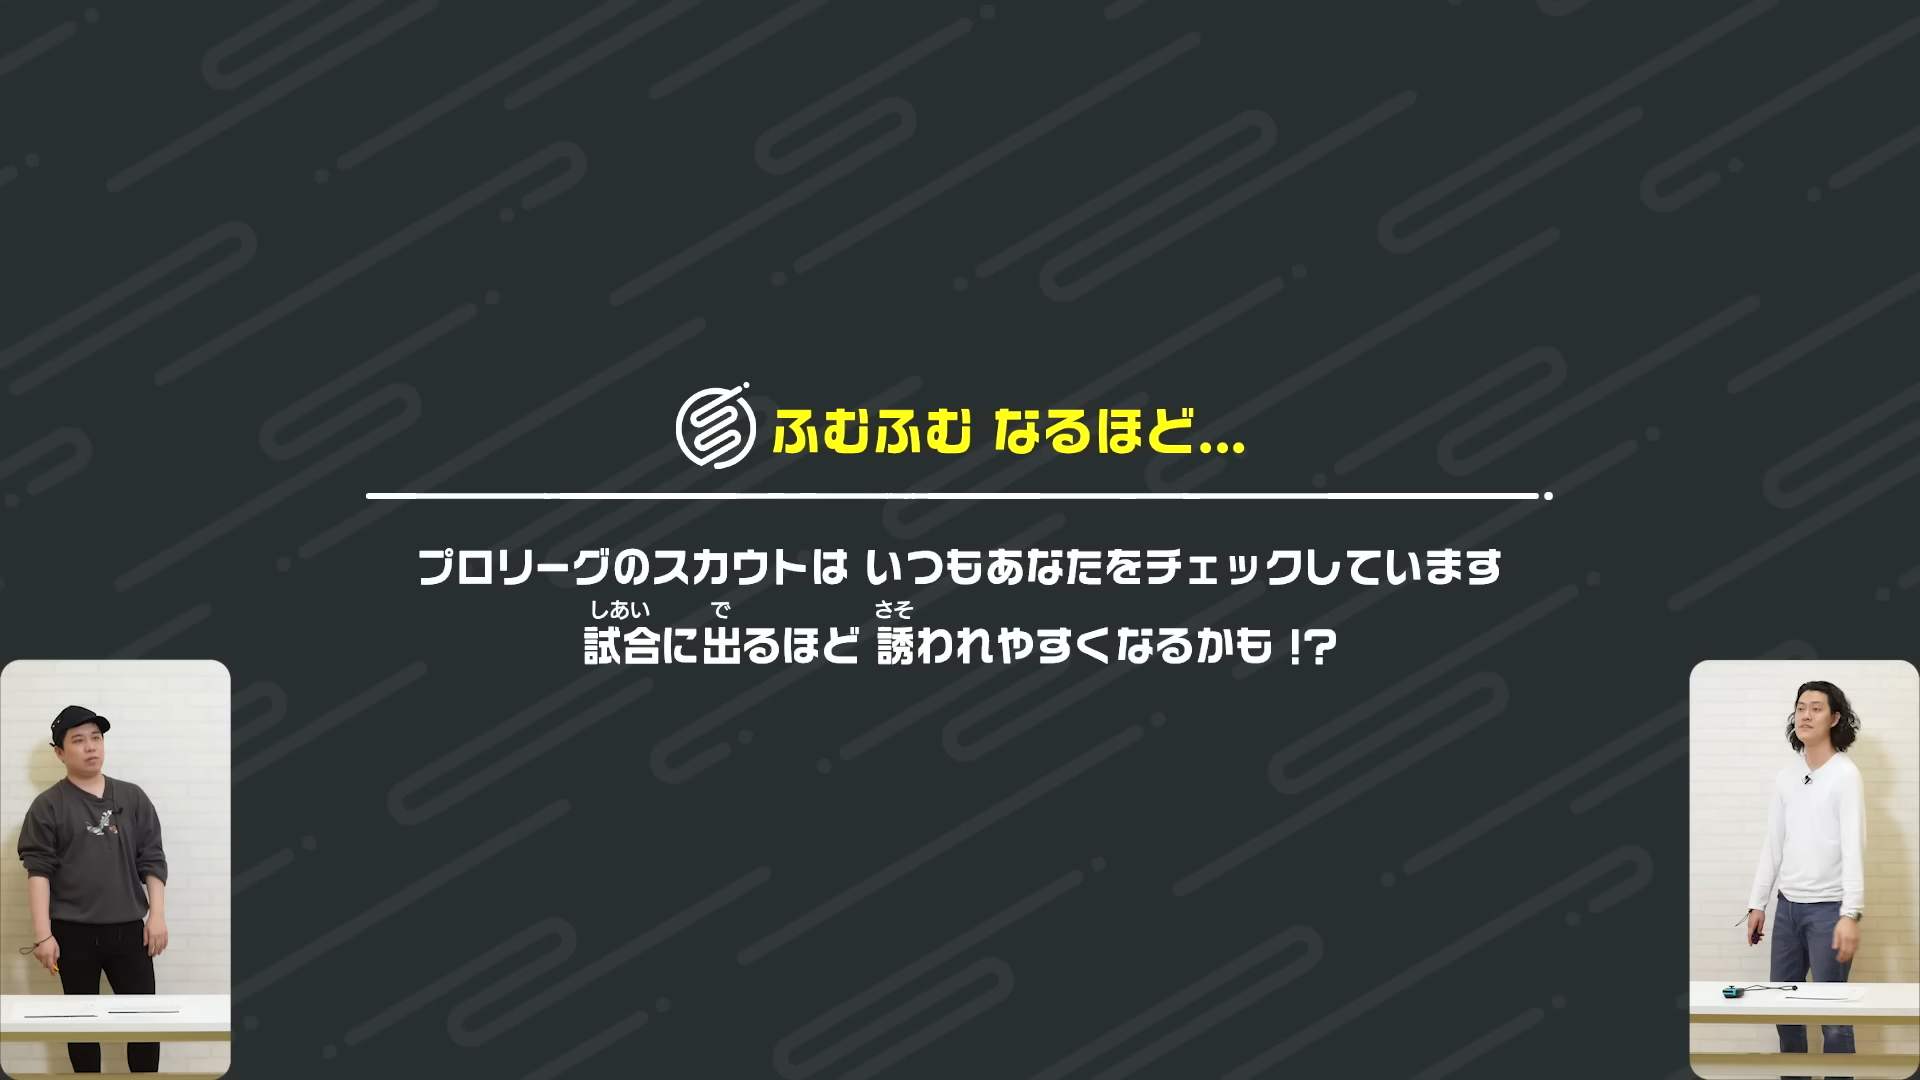 ふむふむ なるほど...
プロリーグのスカウトは いつもあなたをチェックしています
しあい で さそ
試合に出るほど 誘われやすくなるかも!?